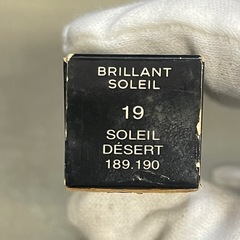 BRILLANT
SOLEIL
19
SOLEIL
DÉSERT
189.190